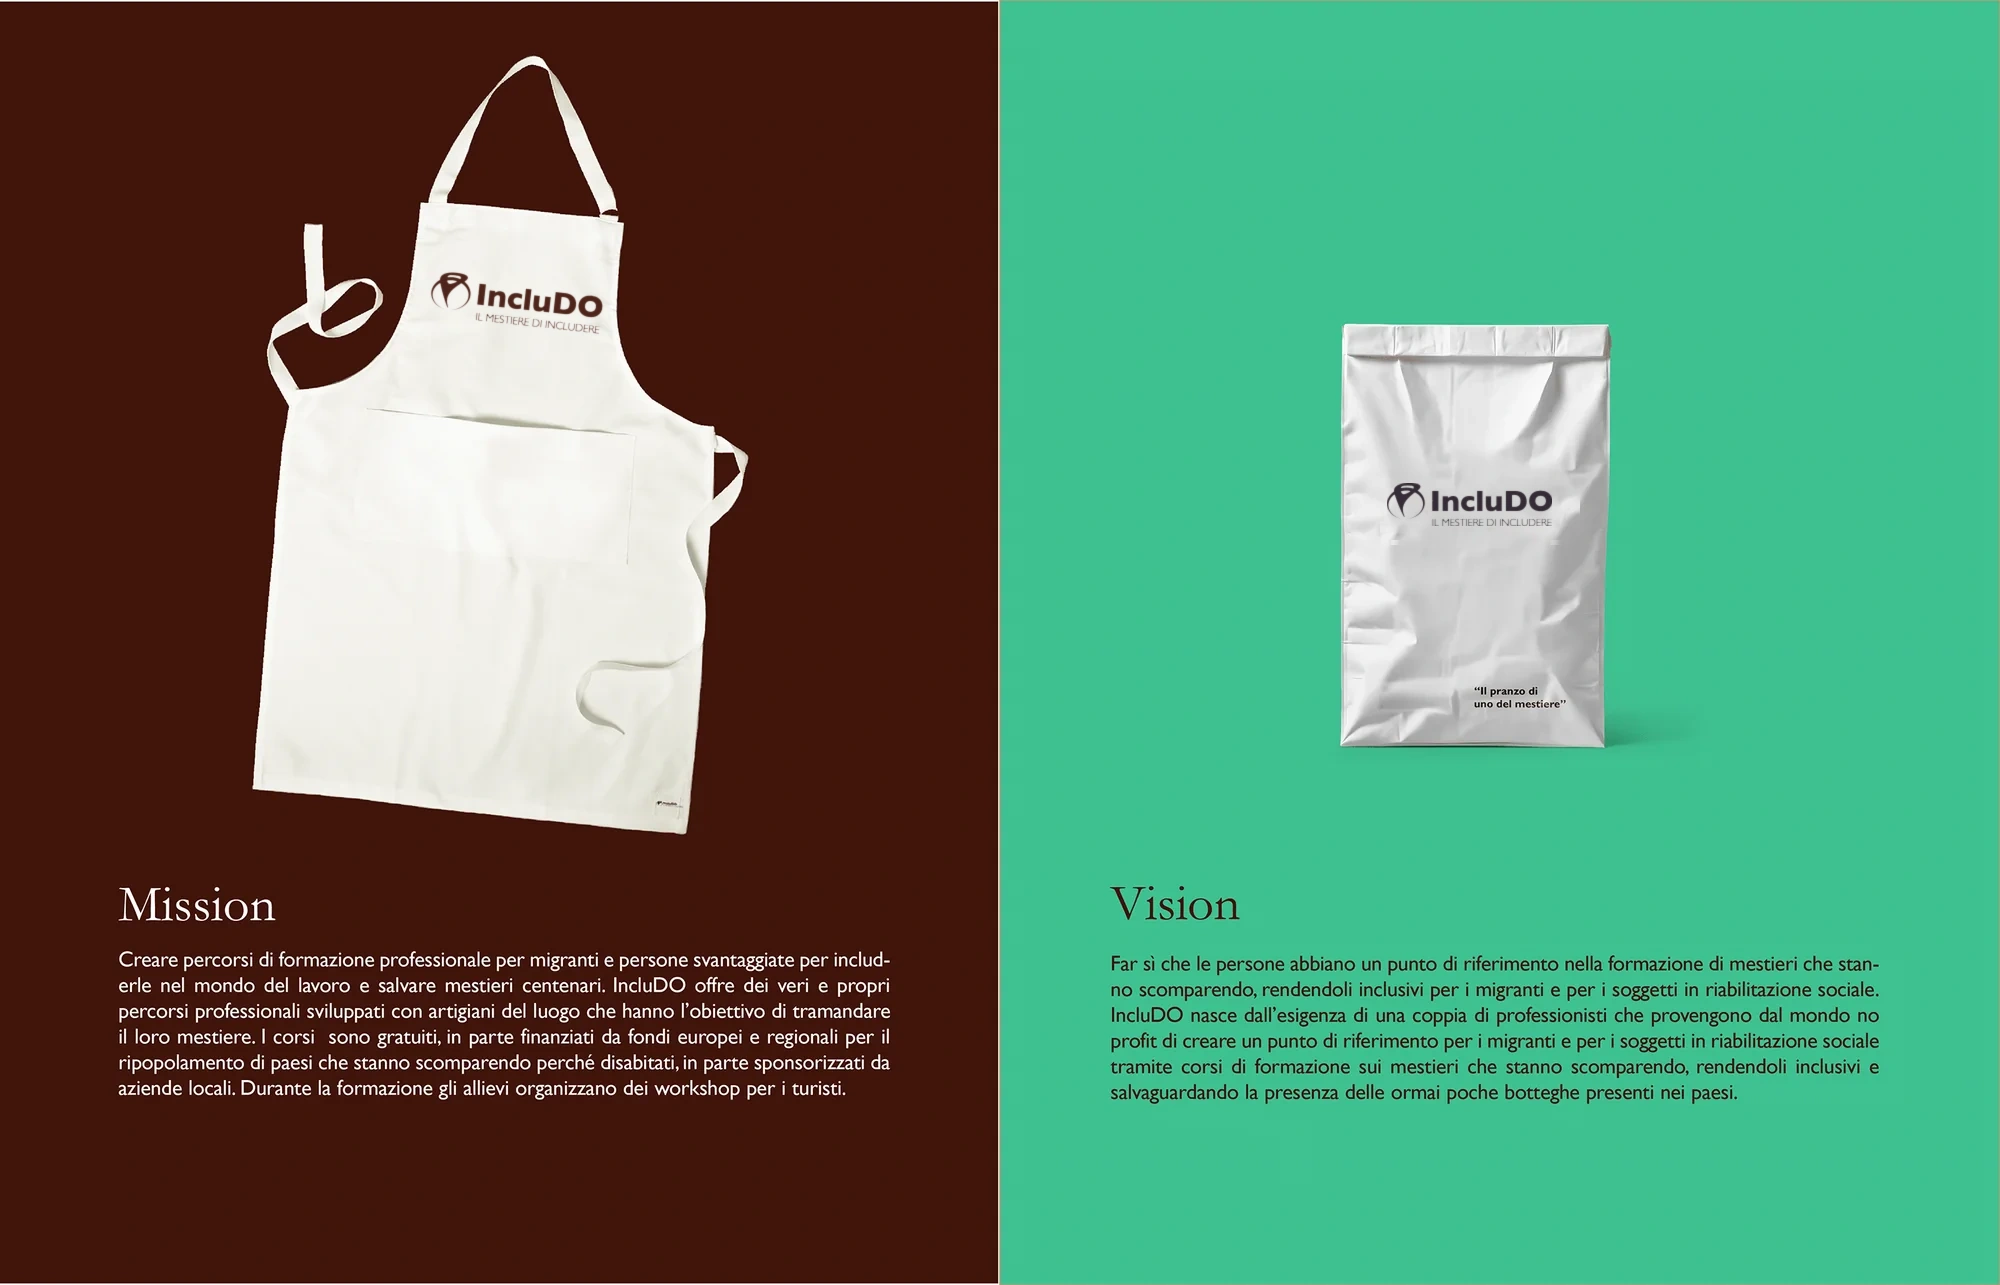 IncluDO
IL MESTIERE DI INCLUDERE
Mission
Creare percorsi di formazione professionale per migranti e persone svantaggiate per includ-
erle nel mondo del lavoro e salvare mestieri centenari. IncluDO offre dei veri e propri
percorsi professionali sviluppati con artigiani del luogo che hanno l'obiettivo di tramandare
il loro mestiere. I corsi  sono gratuiti, in parte finanziati da fondi europei e regionali per il
ripopolamento di paesi che stanno scomparendo perché disabitati, in parte sponsorizzati da
aziende locali. Durante la formazione gli allievi organizzano dei workshop per i turisti.
IncluDO
IL MESTIERE DI INCLUDERE
“Il pranzo di
uno del mestiere”
Vision
Far sì che le persone abbiano un punto di riferimento nella formazione di mestieri che stan-
no scomparendo, rendendoli inclusivi per i migranti e per i soggetti in riabilitazione sociale.
IncluDO nasce dall'esigenza di una coppia di professionisti che provengono dal mondo no
profit di creare un punto di riferimento per i migranti e per i soggetti in riabilitazione sociale
tramite corsi di formazione sui mestieri che stanno scomparendo, rendendoli inclusivi e
salvaguardando la presenza delle ormai poche botteghe presenti nei paesi.